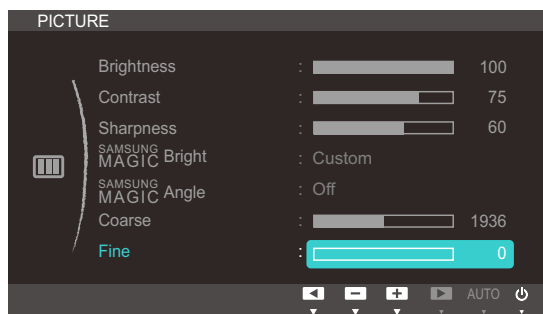 PICTURE
Brightness : 100
Contrast : 75
Sharpness : 60
SAMSUNG MAGIC Bright : Custom
SAMSUNG MAGIC Angle : Off
Coarse : 1936
Fine : 0
AUTO